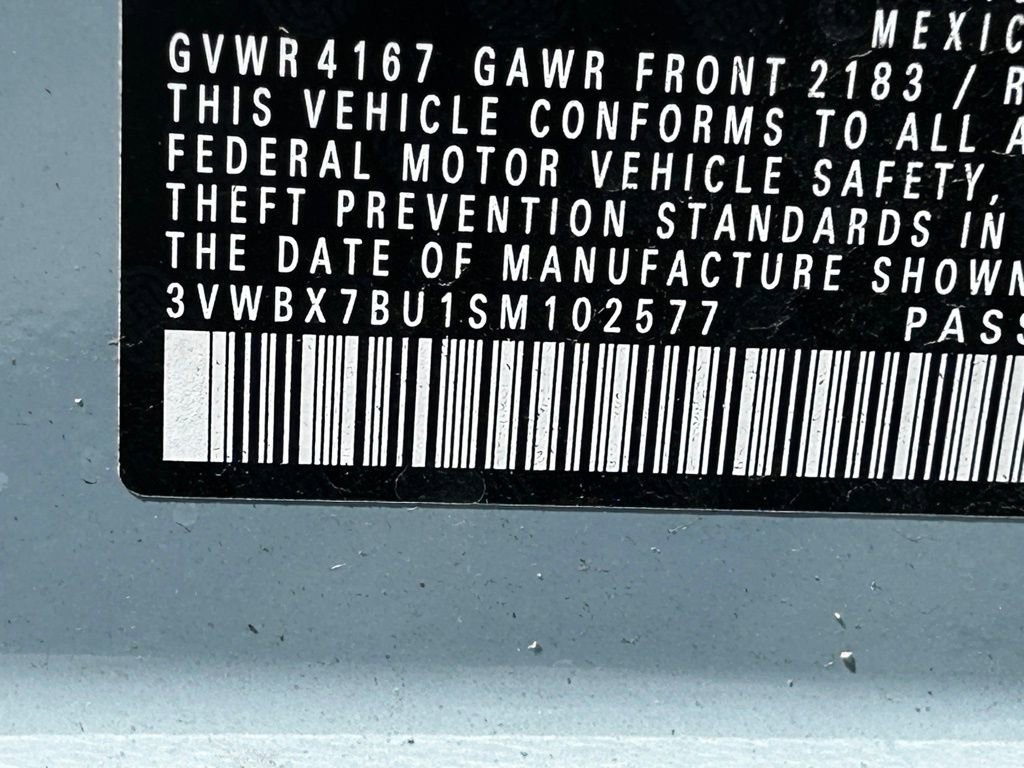 MEXIC
GVWR 4167 GAWR FRONT 2183 / R
THIS VEHICLE CONFORMS TO ALL A
FEDERAL MOTOR VEHICLE SAFETY,
THEFT PREVENTION STANDARDS IN
THE DATE OF MANUFACTURE SHOWN
3VWBX7BU1SM102577 PASS